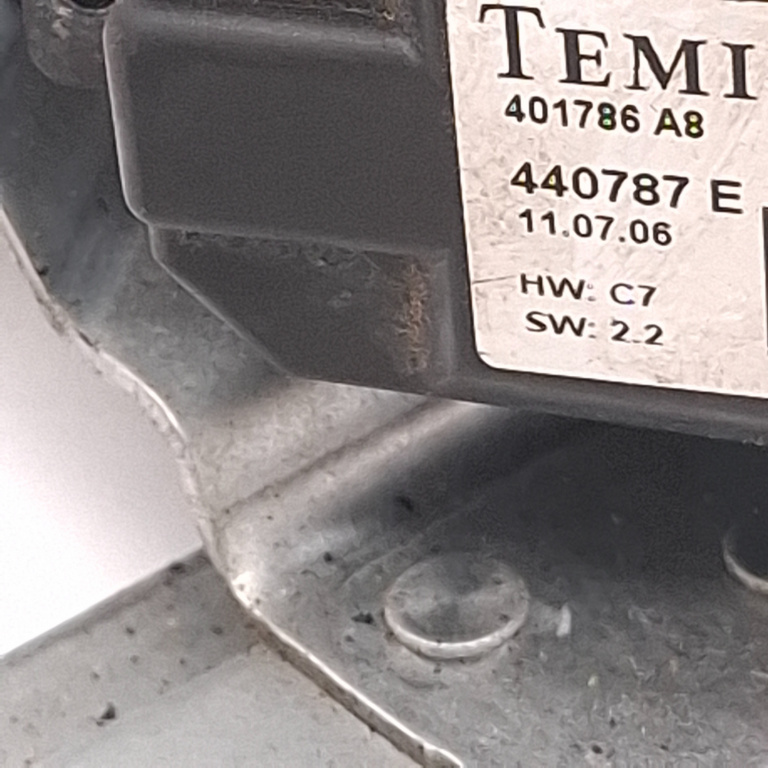 TEMI
401786 A8
440787 E
11.07.06
HW: C7
SW: 2.2